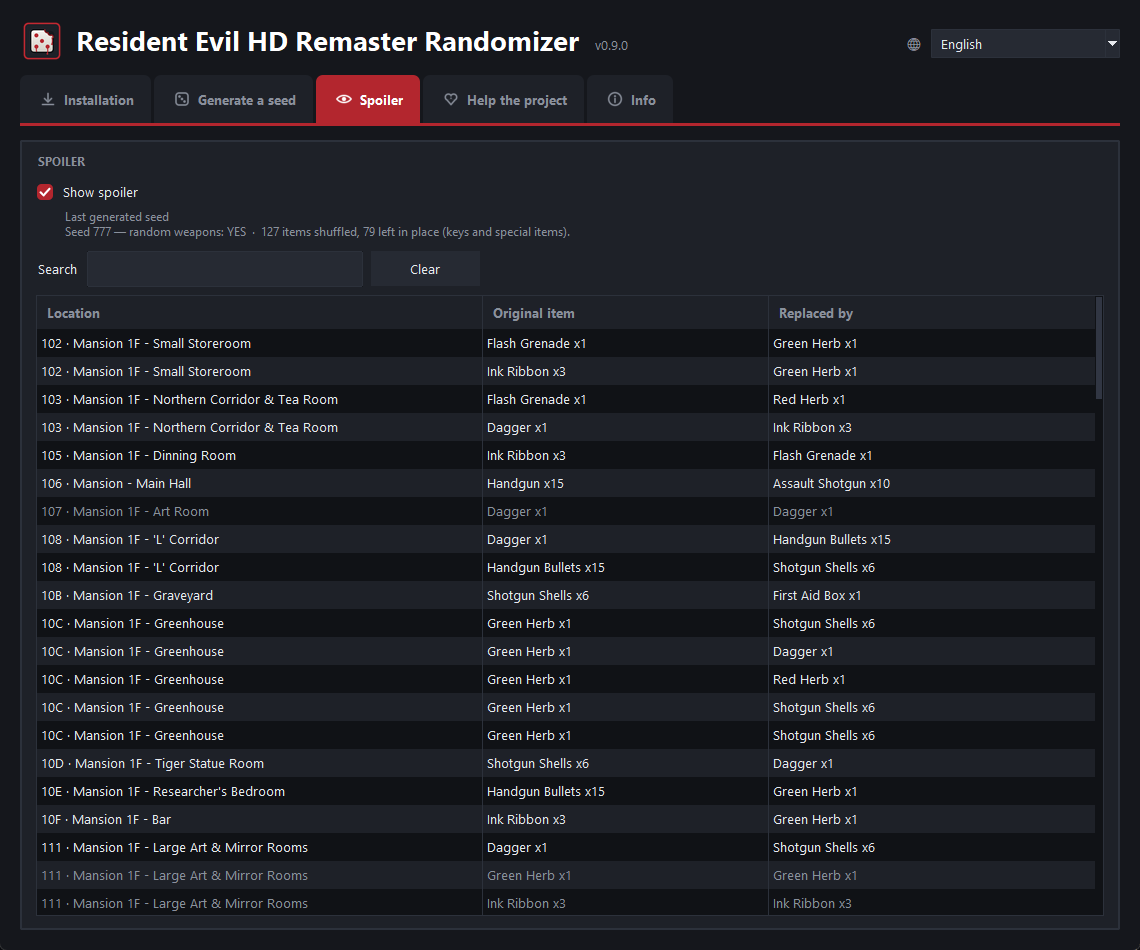 Resident Evil HD Remaster Randomizer v0.9.0
English
Installation Generate a seed Spoiler Help the project Info
SPOILER
Show spoiler
Last generated seed
Seed 777 — random weapons: YES · 127 items shuffled, 79 left in place (keys and special items).
Search Clear
Location Original item Replaced by
102 · Mansion 1F - Small Storeroom Flash Grenade x1 Green Herb x1
102 · Mansion 1F - Small Storeroom Ink Ribbon x3 Green Herb x1
103 · Mansion 1F - Northern Corridor & Tea Room Flash Grenade x1 Red Herb x1
103 · Mansion 1F - Northern Corridor & Tea Room Dagger x1 Ink Ribbon x3
105 · Mansion 1F - Dinning Room Ink Ribbon x3 Flash Grenade x1
106 · Mansion - Main Hall Handgun x15 Assault Shotgun x10
107 · Mansion 1F - Art Room Dagger x1 Dagger x1
108 · Mansion 1F - 'L' Corridor Dagger x1 Handgun Bullets x15
108 · Mansion 1F - 'L' Corridor Handgun Bullets x15 Shotgun Shells x6
10B · Mansion 1F - Graveyard Shotgun Shells x6 First Aid Box x1
10C · Mansion 1F - Greenhouse Green Herb x1 Shotgun Shells x6
10C · Mansion 1F - Greenhouse Green Herb x1 Dagger x1
10C · Mansion 1F - Greenhouse Green Herb x1 Red Herb x1
10C · Mansion 1F - Greenhouse Green Herb x1 Shotgun Shells x6
10C · Mansion 1F - Greenhouse Green Herb x1 Shotgun Shells x6
10D · Mansion 1F - Tiger Statue Room Shotgun Shells x6 Dagger x1
10E · Mansion 1F - Researcher's Bedroom Handgun Bullets x15 Green Herb x1
10F · Mansion 1F - Bar Ink Ribbon x3 Green Herb x1
111 · Mansion 1F - Large Art & Mirror Rooms Dagger x1 Shotgun Shells x6
111 · Mansion 1F - Large Art & Mirror Rooms Green Herb x1 Green Herb x1
111 · Mansion 1F - Large Art & Mirror Rooms Ink Ribbon x3 Ink Ribbon x3